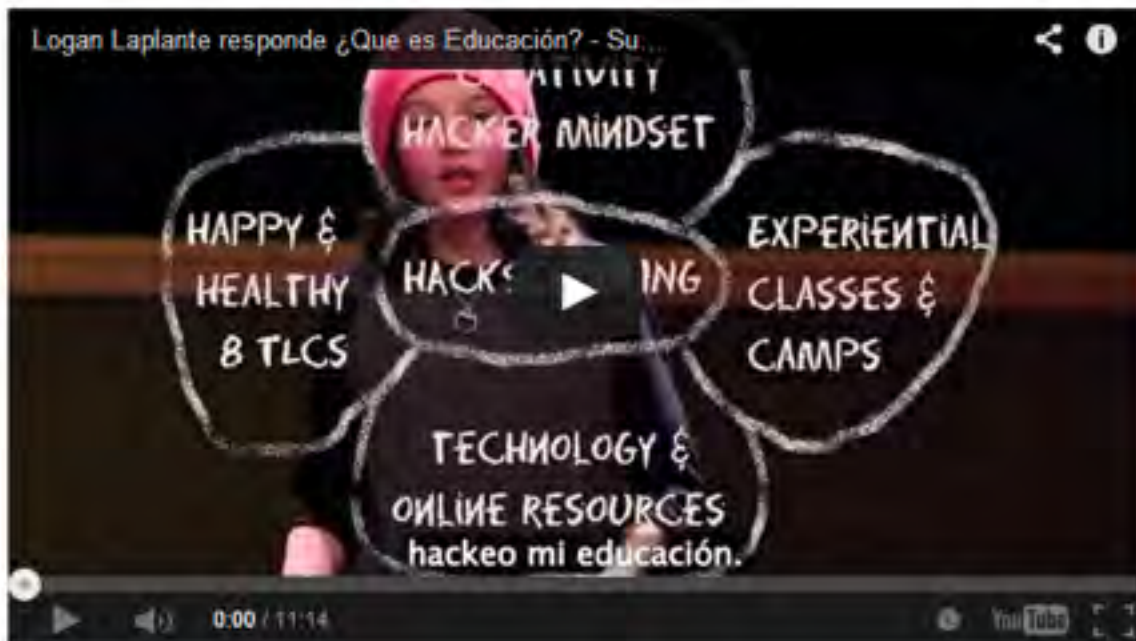 Logan Laplante responde ¿Que es Educación? - Su...
HACKER MINDSET
HAPPY &
HEALTHY
8 TLCS
EXPERIENTIAL
CLASSES &
CAMPS
TECHNOLOGY &
ONLINE RESOURCES
hackeo mi educación.
0:00 / 11:14
YouTube